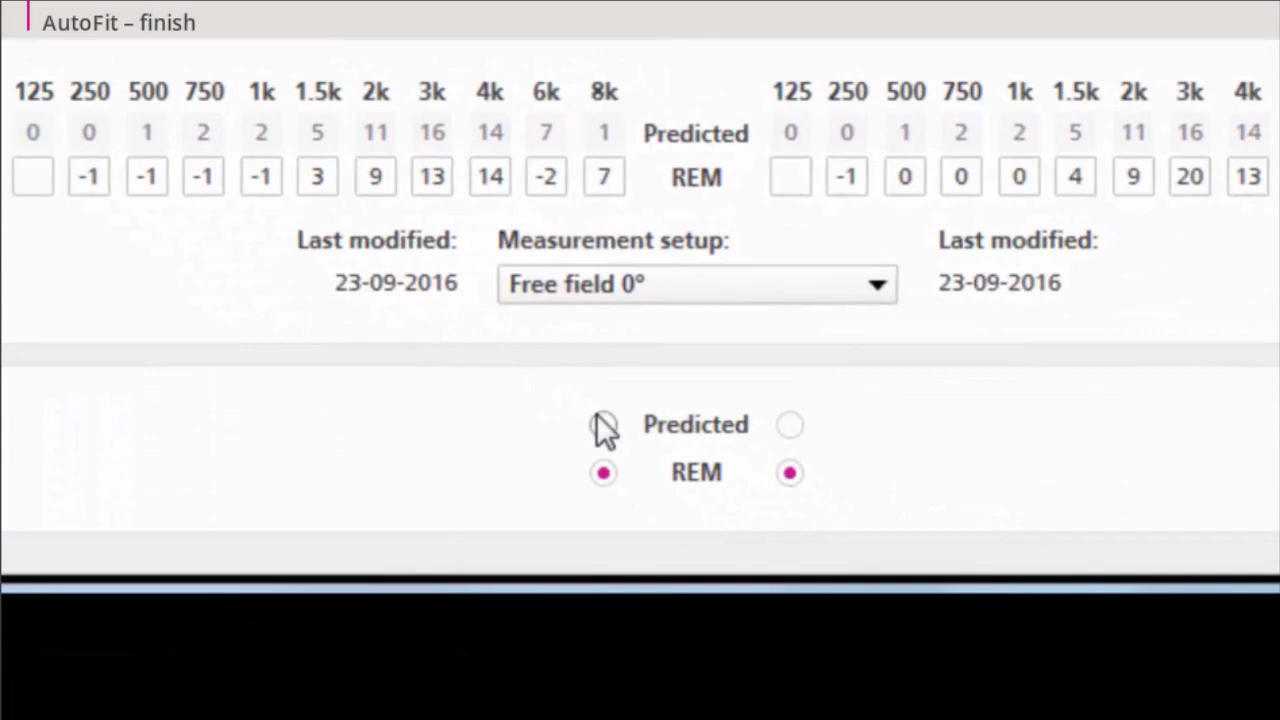 AutoFit – finish
125 250 500 750 1k 1.5k 2k 3k 4k 6k 8k 125 250 500 750 1k 1.5k 2k 3k 4k
0 0 1 2 2 5 11 16 14 7 1 Predicted 0 0 1 2 2 5 11 16 14
-1 -1 -1 -1 3 9 13 14 -2 7 REM -1 0 0 0 4 9 20 13
Last modified: Measurement setup: Last modified:
23-09-2016 Free field 0° 23-09-2016
Predicted
REM